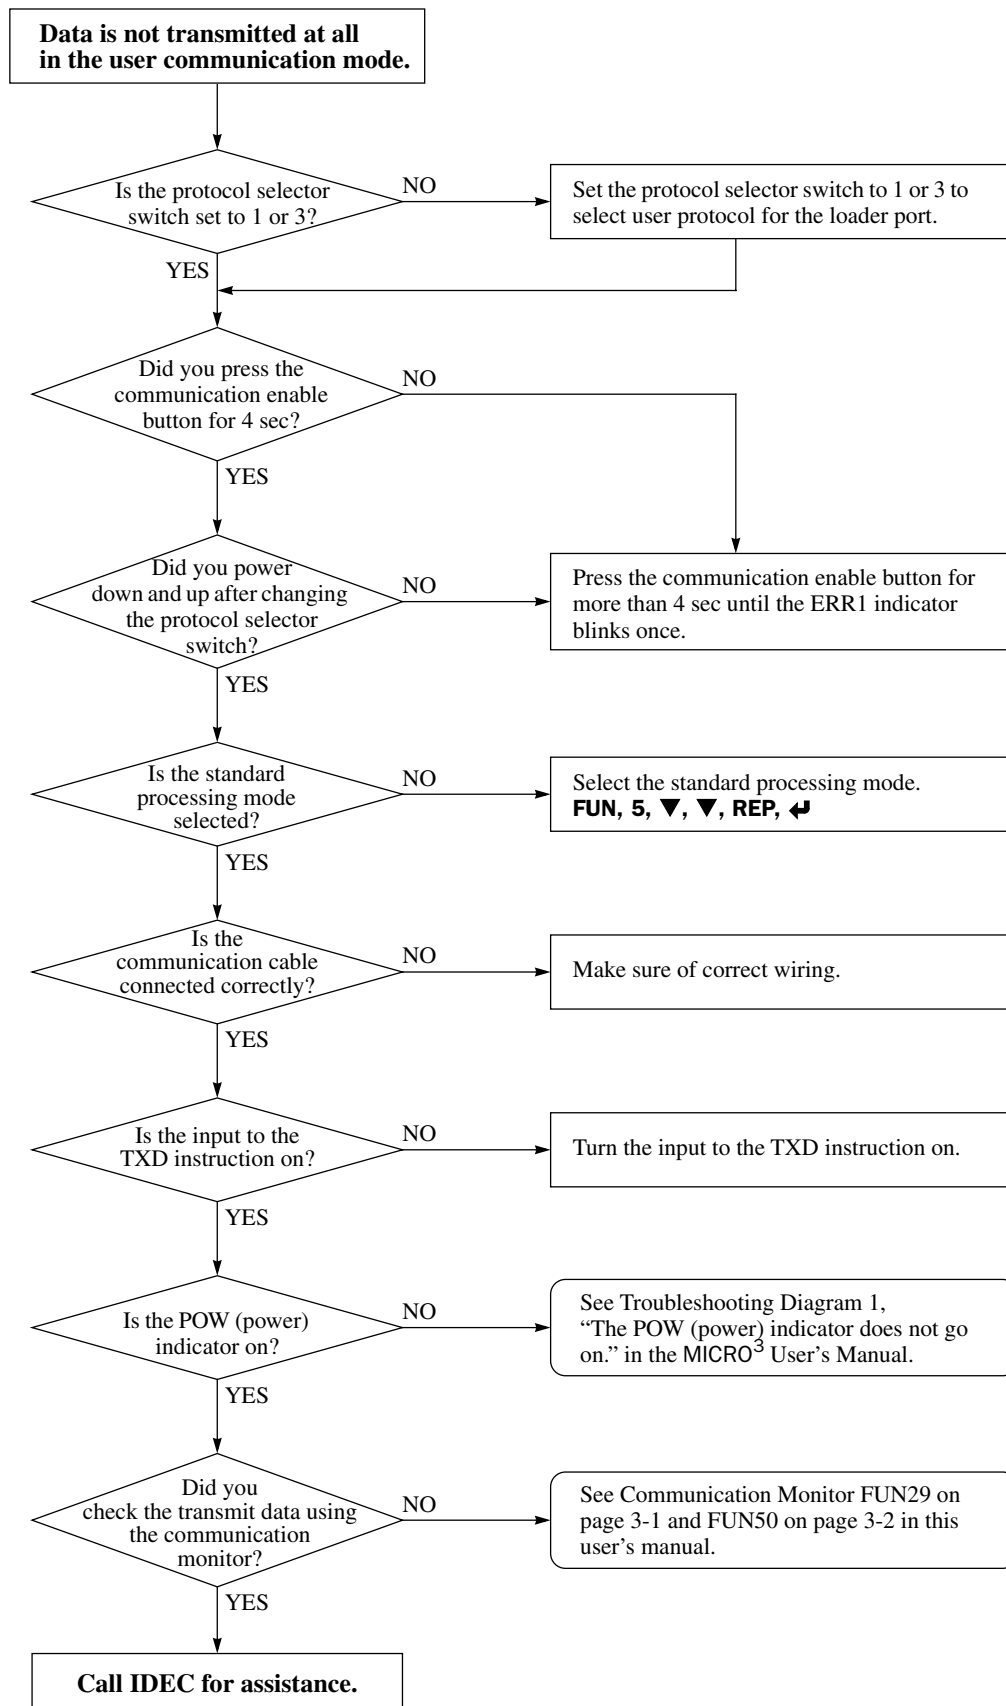 Data is not transmitted at all
in the user communication mode.
Is the protocol selector
switch set to 1 or 3?
NO
Set the protocol selector switch to 1 or 3 to
select user protocol for the loader port.
YES
Did you press the
communication enable
button for 4 sec?
NO
YES
Did you power
down and up after changing
the protocol selector
switch?
NO
Press the communication enable button for
more than 4 sec until the ERR1 indicator
blinks once.
YES
Is the standard
processing mode
selected?
NO
Select the standard processing mode.
FUN, 5, ▼, ▼, REP, ↵
YES
Is the
communication cable
connected correctly?
NO
Make sure of correct wiring.
YES
Is the input to the
TXD instruction on?
NO
Turn the input to the TXD instruction on.
YES
Is the POW (power)
indicator on?
NO
See Troubleshooting Diagram 1,
“The POW (power) indicator does not go
on.” in the MICRO³ User's Manual.
YES
Did you
check the transmit data using
the communication
monitor?
NO
See Communication Monitor FUN29 on
page 3-1 and FUN50 on page 3-2 in this
user's manual.
YES
Call IDEC for assistance.